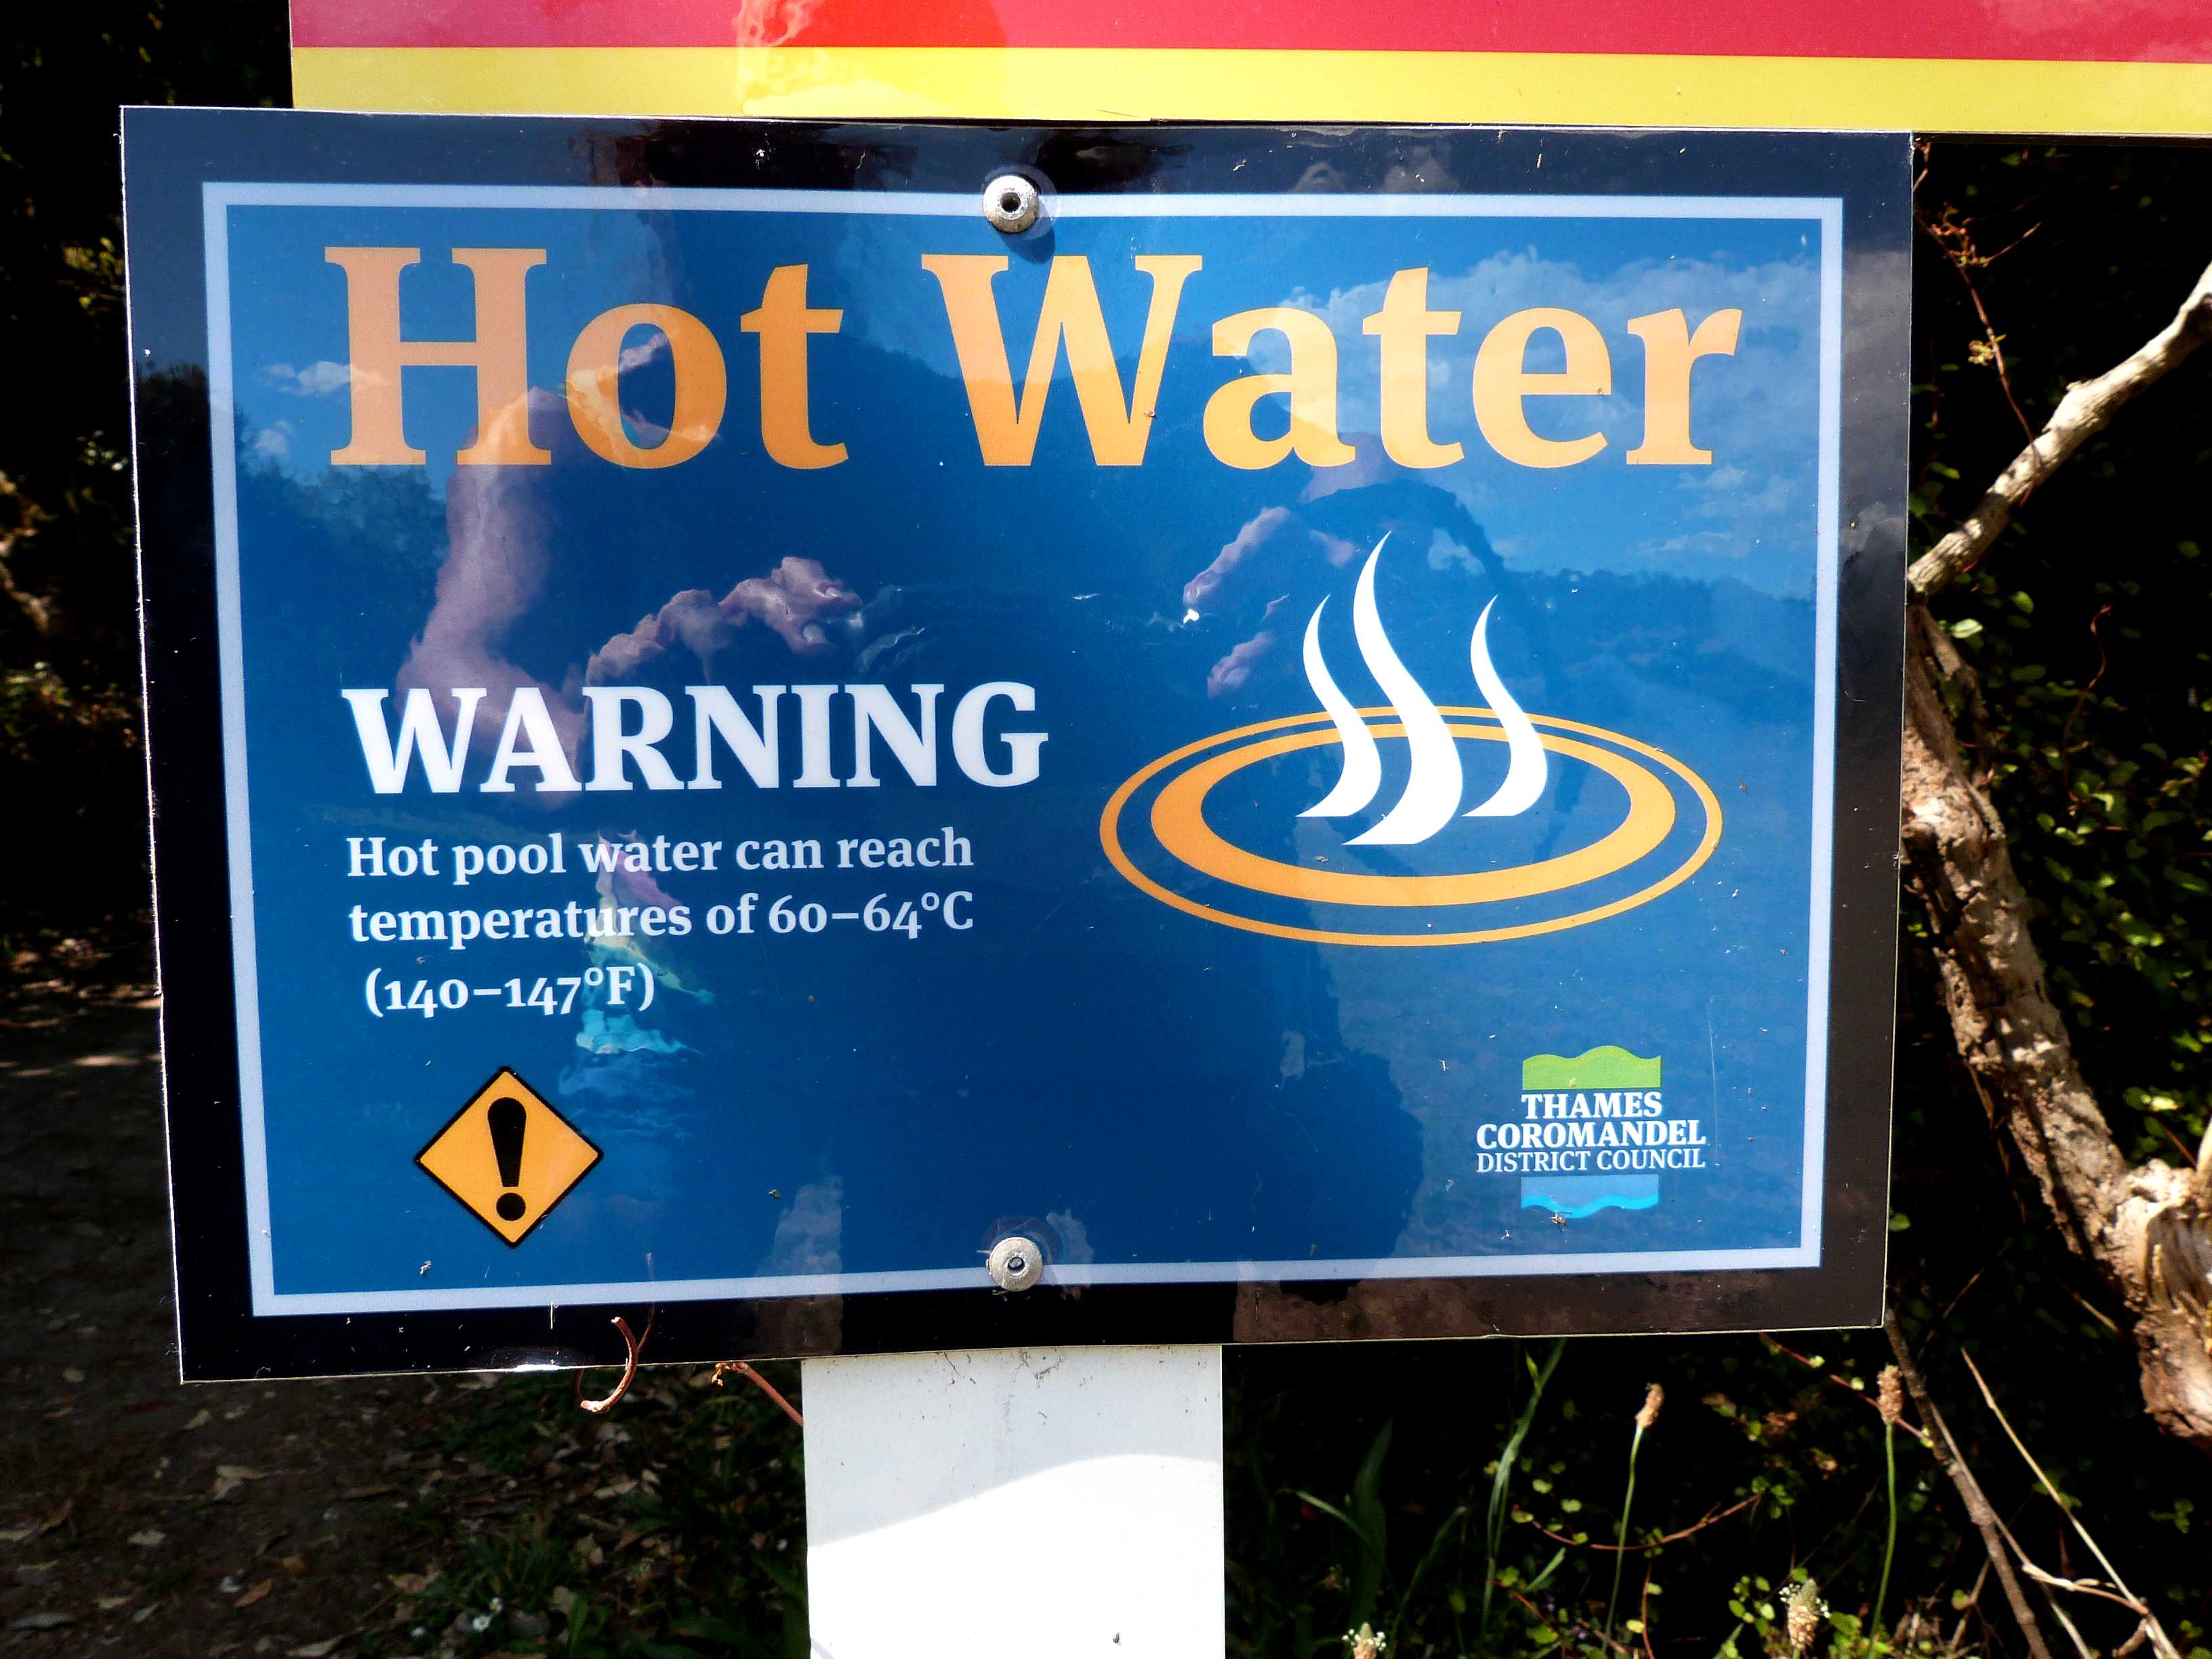 Hot Water
WARNING
Hot pool water can reach
temperatures of 60–64°C
(140–147°F)
!
THAMES
COROMANDEL
DISTRICT COUNCIL